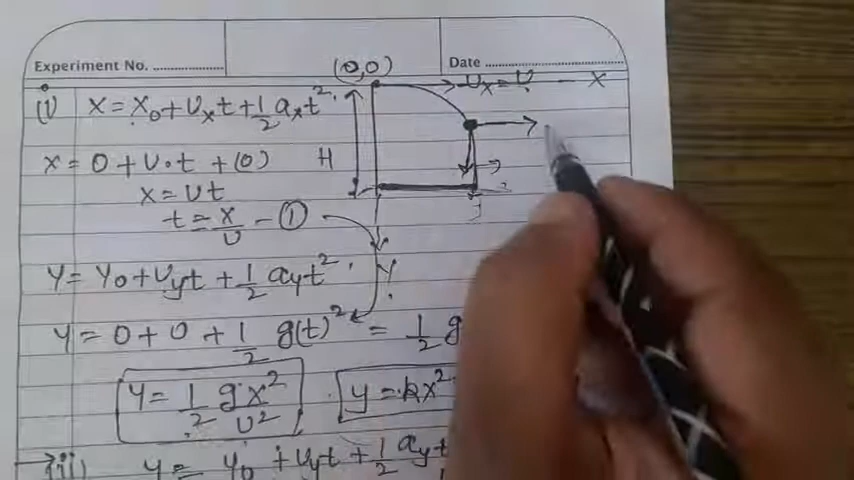 Experiment No. ..................
Date ..................
(0,0)
Ux = U — X
(i) X = X0 + Uxt + 1/2 axt²
H
x = 0 + U·t + (0)
x = Ut
t = x/U — ①
Y
Y = Y0 + Uyt + 1/2 ayt²
Y = 0 + 0 + 1/2 g(t)² = 1/2 g
Y = 1/2 g x²/U²
y = kx²
(ii) y = y0 + Uyt + 1/2 ayt